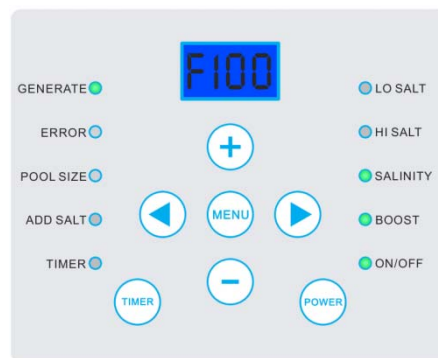 F100
GENERATE
ERROR
POOL SIZE
ADD SALT
TIMER
+
MENU
-
TIMER
POWER
LO SALT
HI SALT
SALINITY
BOOST
ON/OFF